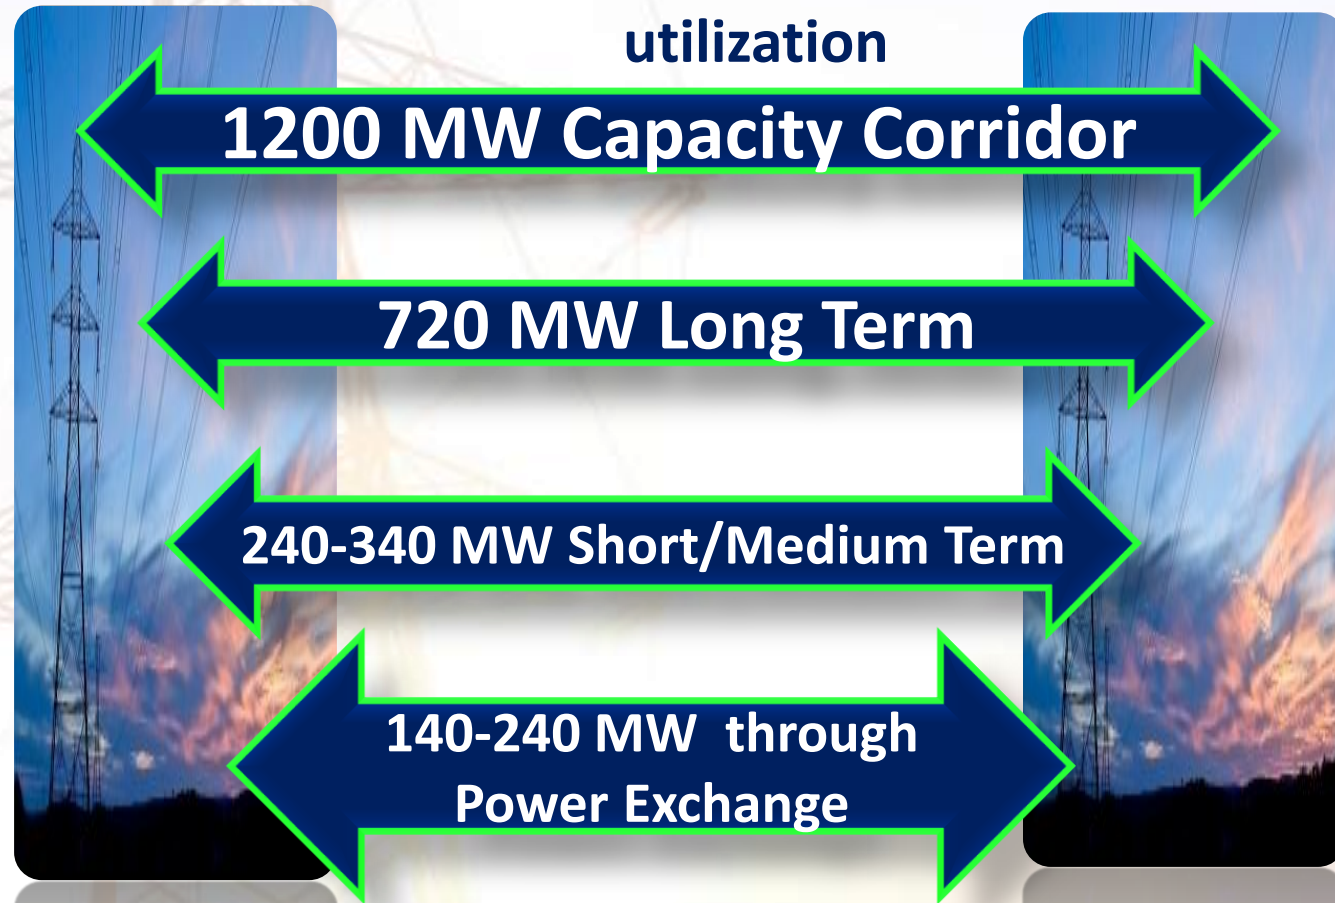 utilization
1200 MW Capacity Corridor
720 MW Long Term
240-340 MW Short/Medium Term
140-240 MW through
Power Exchange